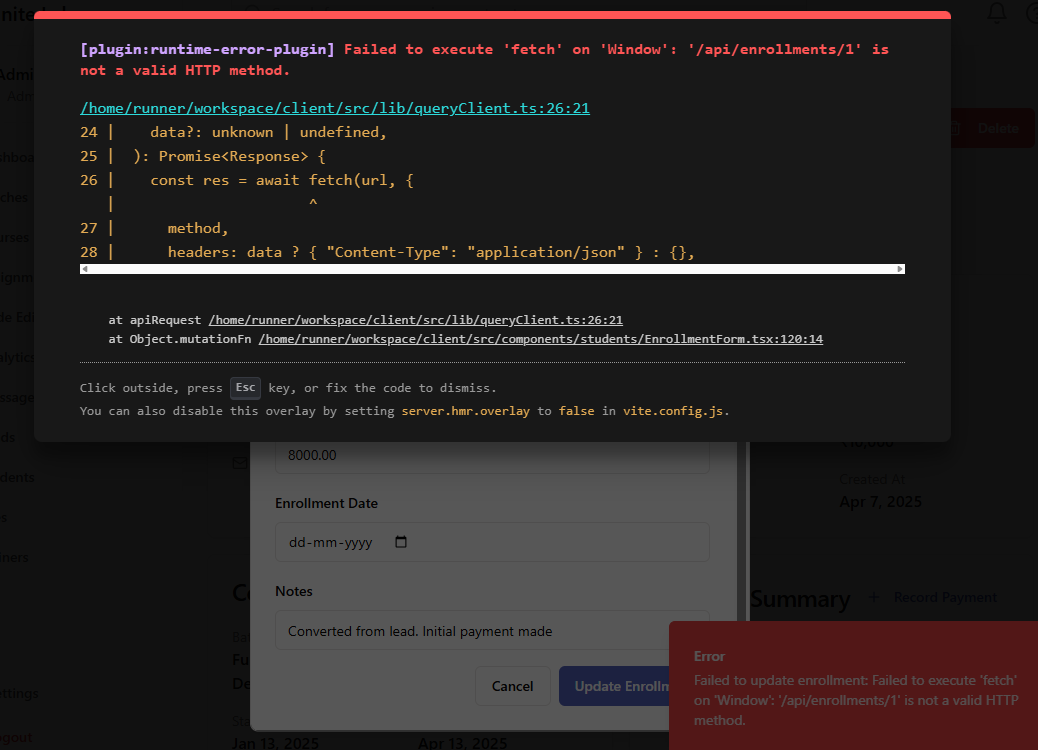 [plugin:runtime-error-plugin] Failed to execute 'fetch' on 'Window': '/api/enrollments/1' is
not a valid HTTP method.
/home/runner/workspace/client/src/lib/queryClient.ts:26:21
24 |    data?: unknown | undefined,
25 |  ): Promise<Response> {
26 |    const res = await fetch(url, {
   |                      ^
27 |      method,
28 |      headers: data ? { "Content-Type": "application/json" } : {},
at apiRequest /home/runner/workspace/client/src/lib/queryClient.ts:26:21
at Object.mutationFn /home/runner/workspace/client/src/components/students/EnrollmentForm.tsx:120:14
Click outside, press Esc key, or fix the code to dismiss.
You can also disable this overlay by setting server.hmr.overlay to false in vite.config.js.
Delete
8000.00
Enrollment Date
dd-mm-yyyy
Notes
Converted from lead. Initial payment made
Cancel
Update Enrolln
Created At
Apr 7, 2025
Summary
+ Record Payment
Error
Failed to update enrollment: Failed to execute 'fetch'
on 'Window': '/api/enrollments/1' is not a valid HTTP
method.
Jan 13, 2025
Apr 13, 2025